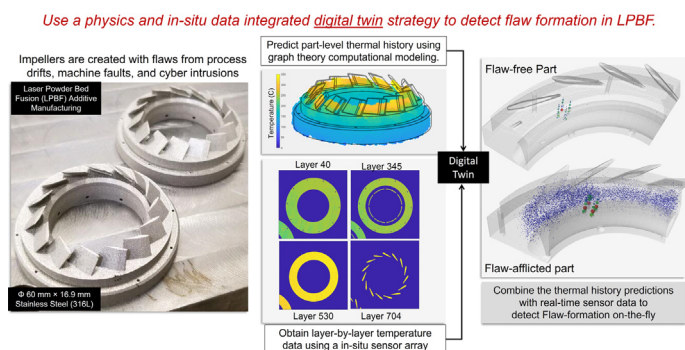 Use a physics and in-situ data integrated digital twin strategy to detect flaw formation in LPBF.
Impellers are created with flaws from process
drifts, machine faults, and cyber intrusions
Laser Powder Bed
Fusion (LPBF) Additive
Manufacturing
Φ 60 mm × 16.9 mm
Stainless Steel (316L)
Predict part-level thermal history using
graph theory computational modeling.
Temperature (C)
Layer 40
Layer 345
Layer 530
Layer 704
Obtain layer-by-layer temperature
data using a in-situ sensor array
Digital
Twin
Flaw-free Part
Flaw-afflicted part
Combine the thermal history predictions
with real-time sensor data to
detect Flaw-formation on-the-fly